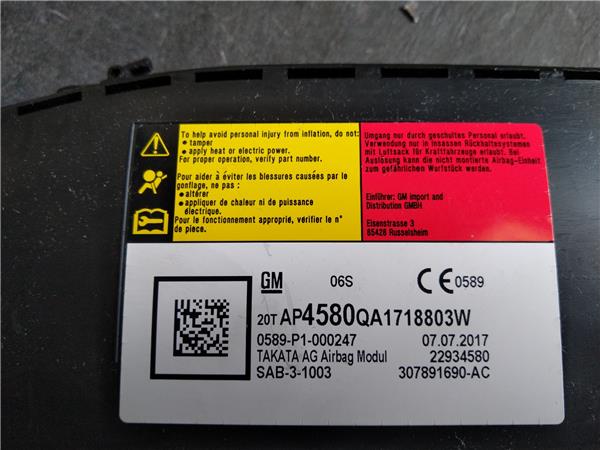 To help avoid personal injury from inflation, do not:
• tamper
• apply heat or electric power.
For proper operation, verify part number.
Pour aider à éviter les blessures causées par le
gonflage, ne pas :
• altérer
• appliquer de chaleur ni de puissance
électrique.
Pour le fonctionnement approprié, vérifier le n°
de piece.
Umgang nur durch geschultes Personal erlaubt.
Verwendung nur in insassen Rückhaltesystemen
mit Luftsack für Kraftfahrzeuge erlaubt. Bei
Auslosung kann die nicht montierte Airbag-Einheit
zum gefährlichen Wurfstück werden.
Einführer: GM import and
Distribution GMBH
Eisenstrasse 3
65428 Russelsheim
GM 06S CE 0589
20T AP4580QA1718803W
0589-P1-000247 07.07.2017
TAKATA AG Airbag Modul 22934580
SAB-3-1003 307891690-AC